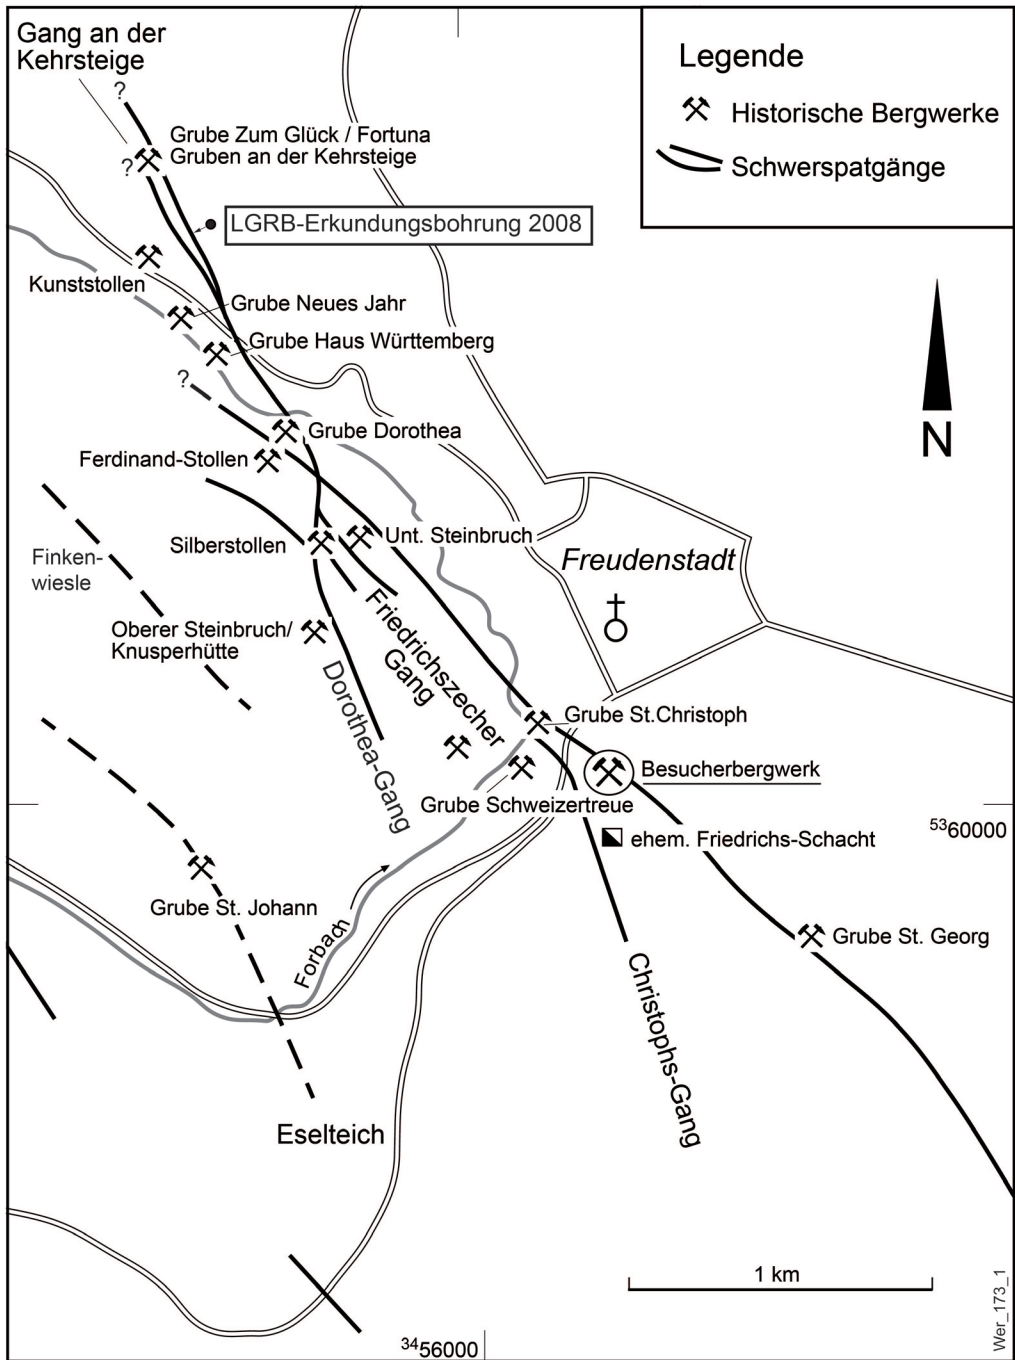 Gang an der
Kehrsteige
Legende
Historische Bergwerke
Schwerspatgänge
?
Grube Zum Glück / Fortuna
?
Gruben an der Kehrsteige
LGRB-Erkundungsbohrung 2008
Kunststollen
Grube Neues Jahr
Grube Haus Württemberg
?
N
Grube Dorothea
Ferdinand-Stollen
Unt. Steinbruch
Silberstollen
Finken-
wiesle
Freudenstadt
Oberer Steinbruch/
Knusperhütte
Friedrichszecher
Gang
Dorothea-Gang
Grube St.Christoph
Besucherbergwerk
Grube Schweizertreue
5360000
ehem. Friedrichs-Schacht
Grube St. Johann
Forbach
Grube St. Georg
Christophs-Gang
Eselteich
1 km
3456000
Wer_173_1